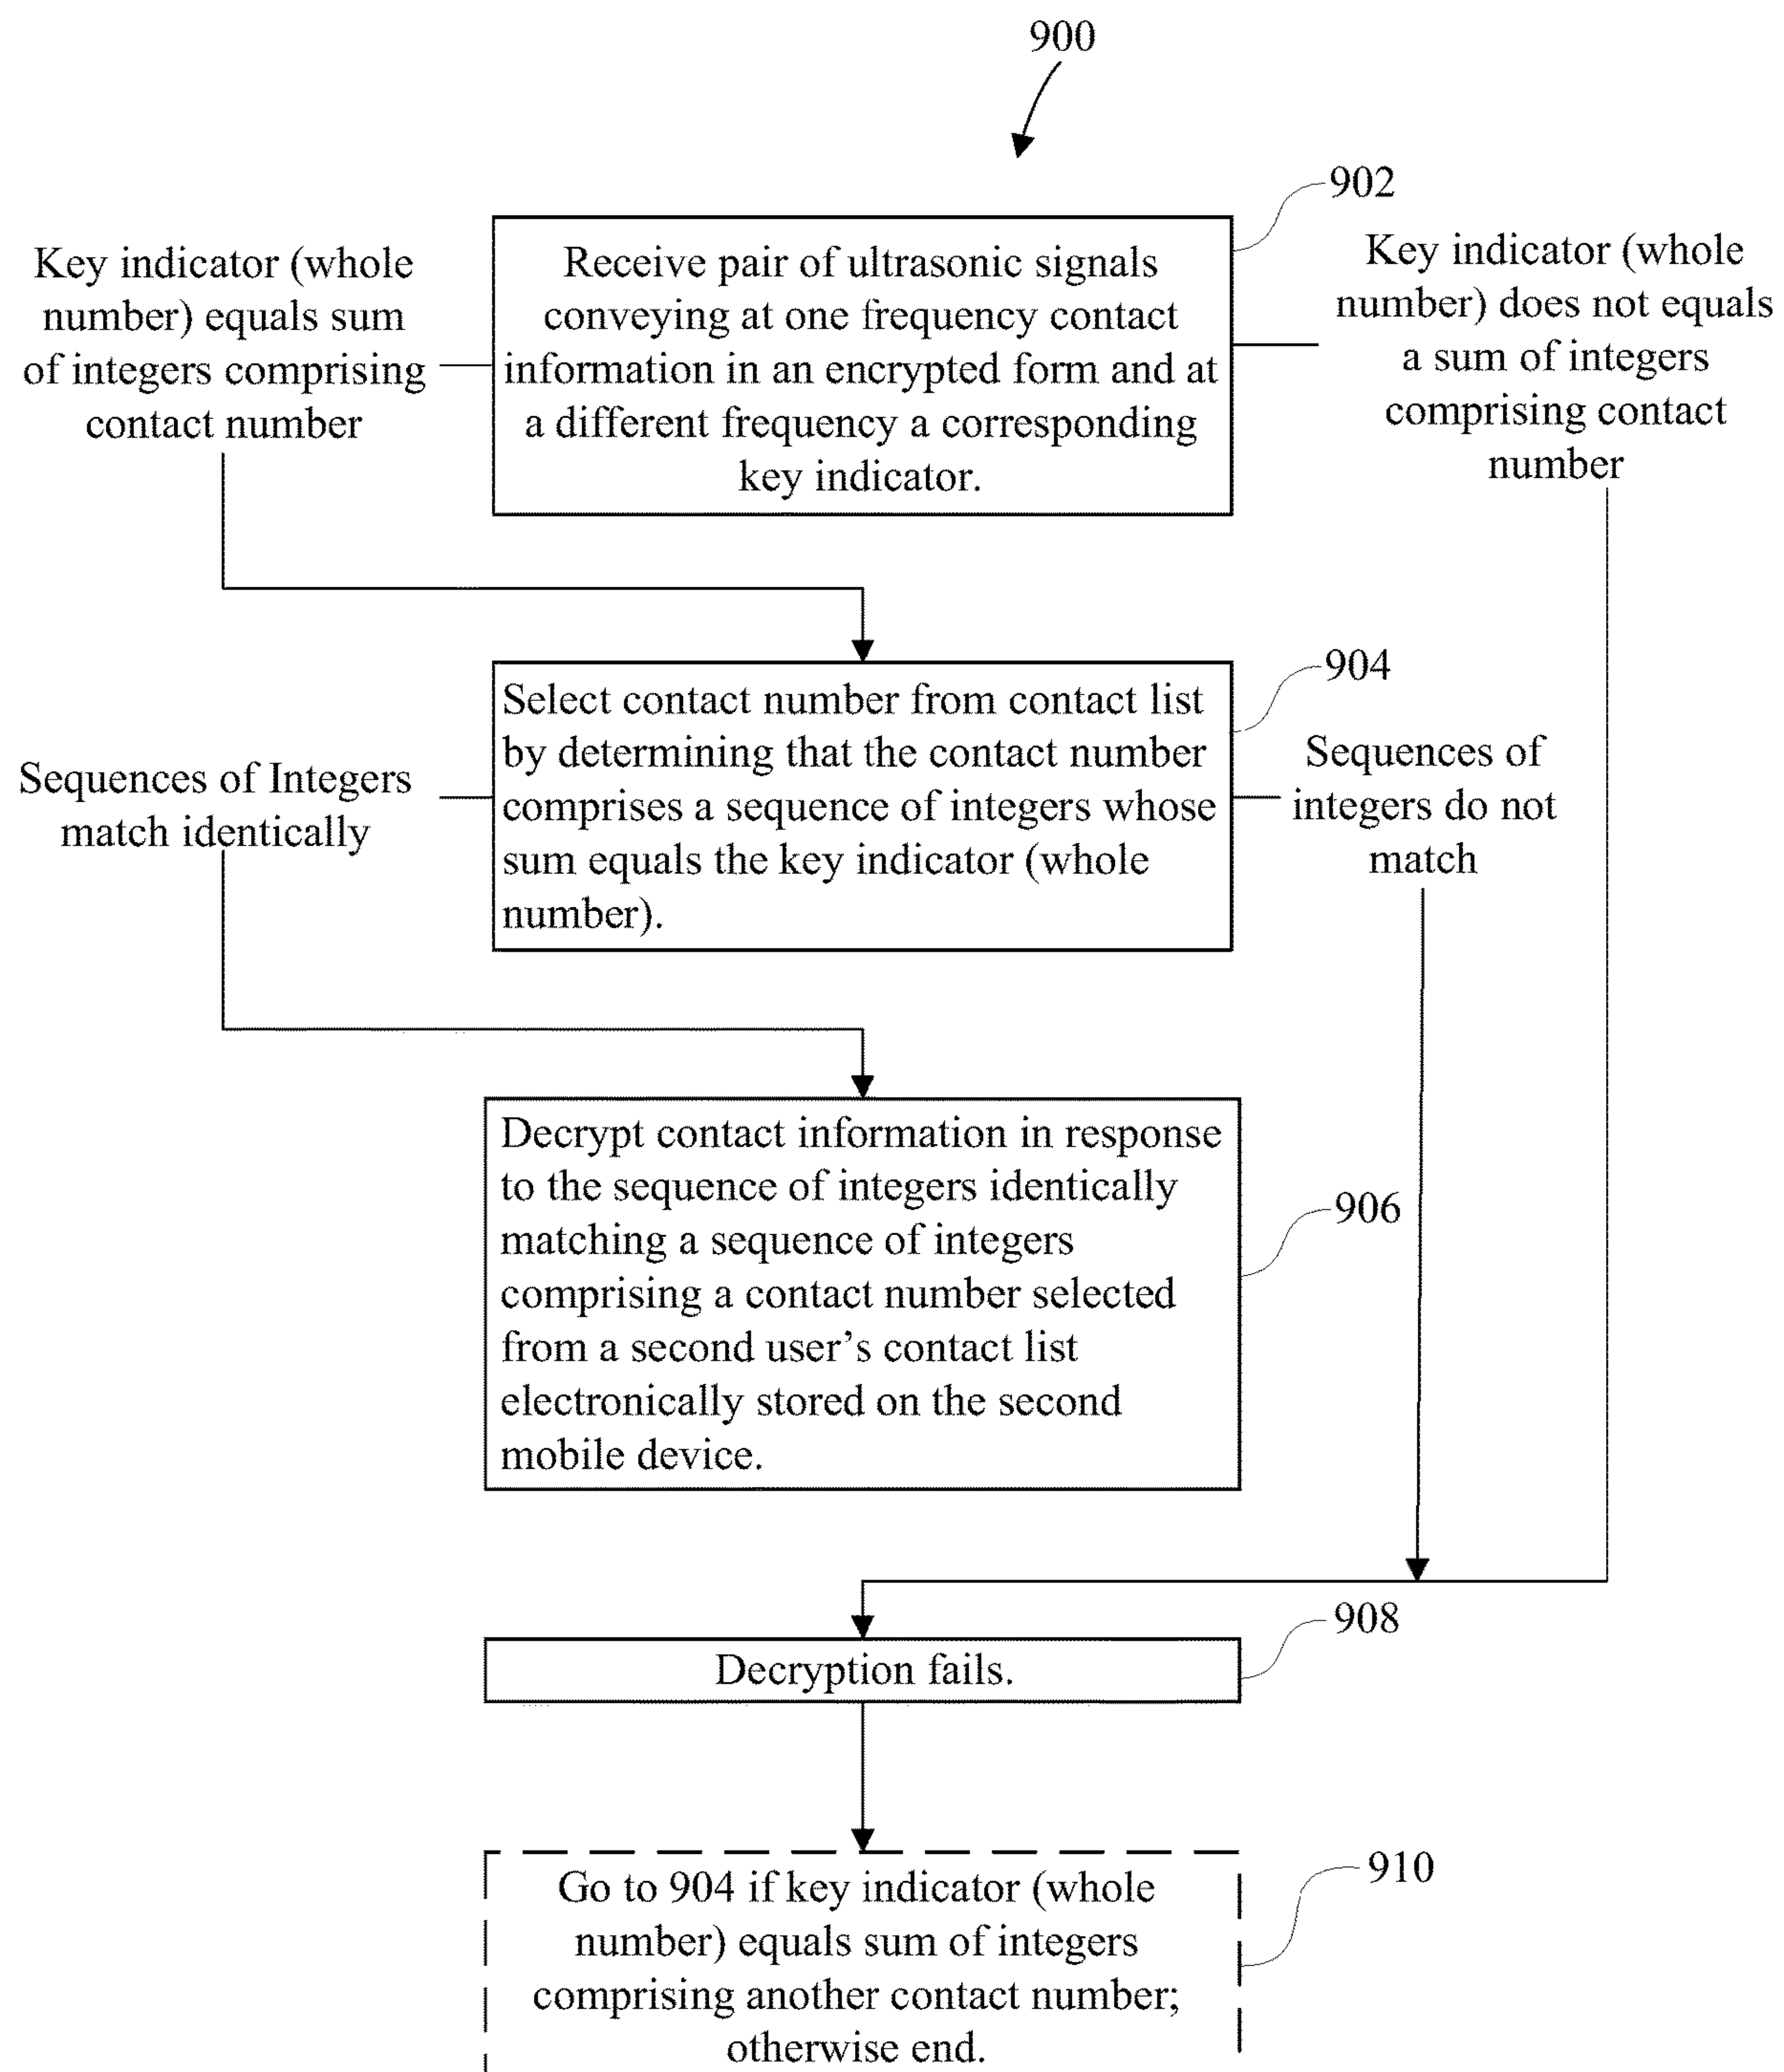 900
902
Key indicator (whole
number) equals sum
of integers comprising
contact number
Receive pair of ultrasonic signals
conveying at one frequency contact
information in an encrypted form and at
a different frequency a corresponding
key indicator.
Key indicator (whole
number) does not equals
a sum of integers
comprising contact
number
904
Select contact number from contact list
by determining that the contact number
comprises a sequence of integers whose
sum equals the key indicator (whole
number).
Sequences of Integers
match identically
Sequences of
integers do not
match
Decrypt contact information in response
to the sequence of integers identically
matching a sequence of integers
comprising a contact number selected
from a second user’s contact list
electronically stored on the second
mobile device.
906
908
Decryption fails.
910
Go to 904 if key indicator (whole
number) equals sum of integers
comprising another contact number;
otherwise end.